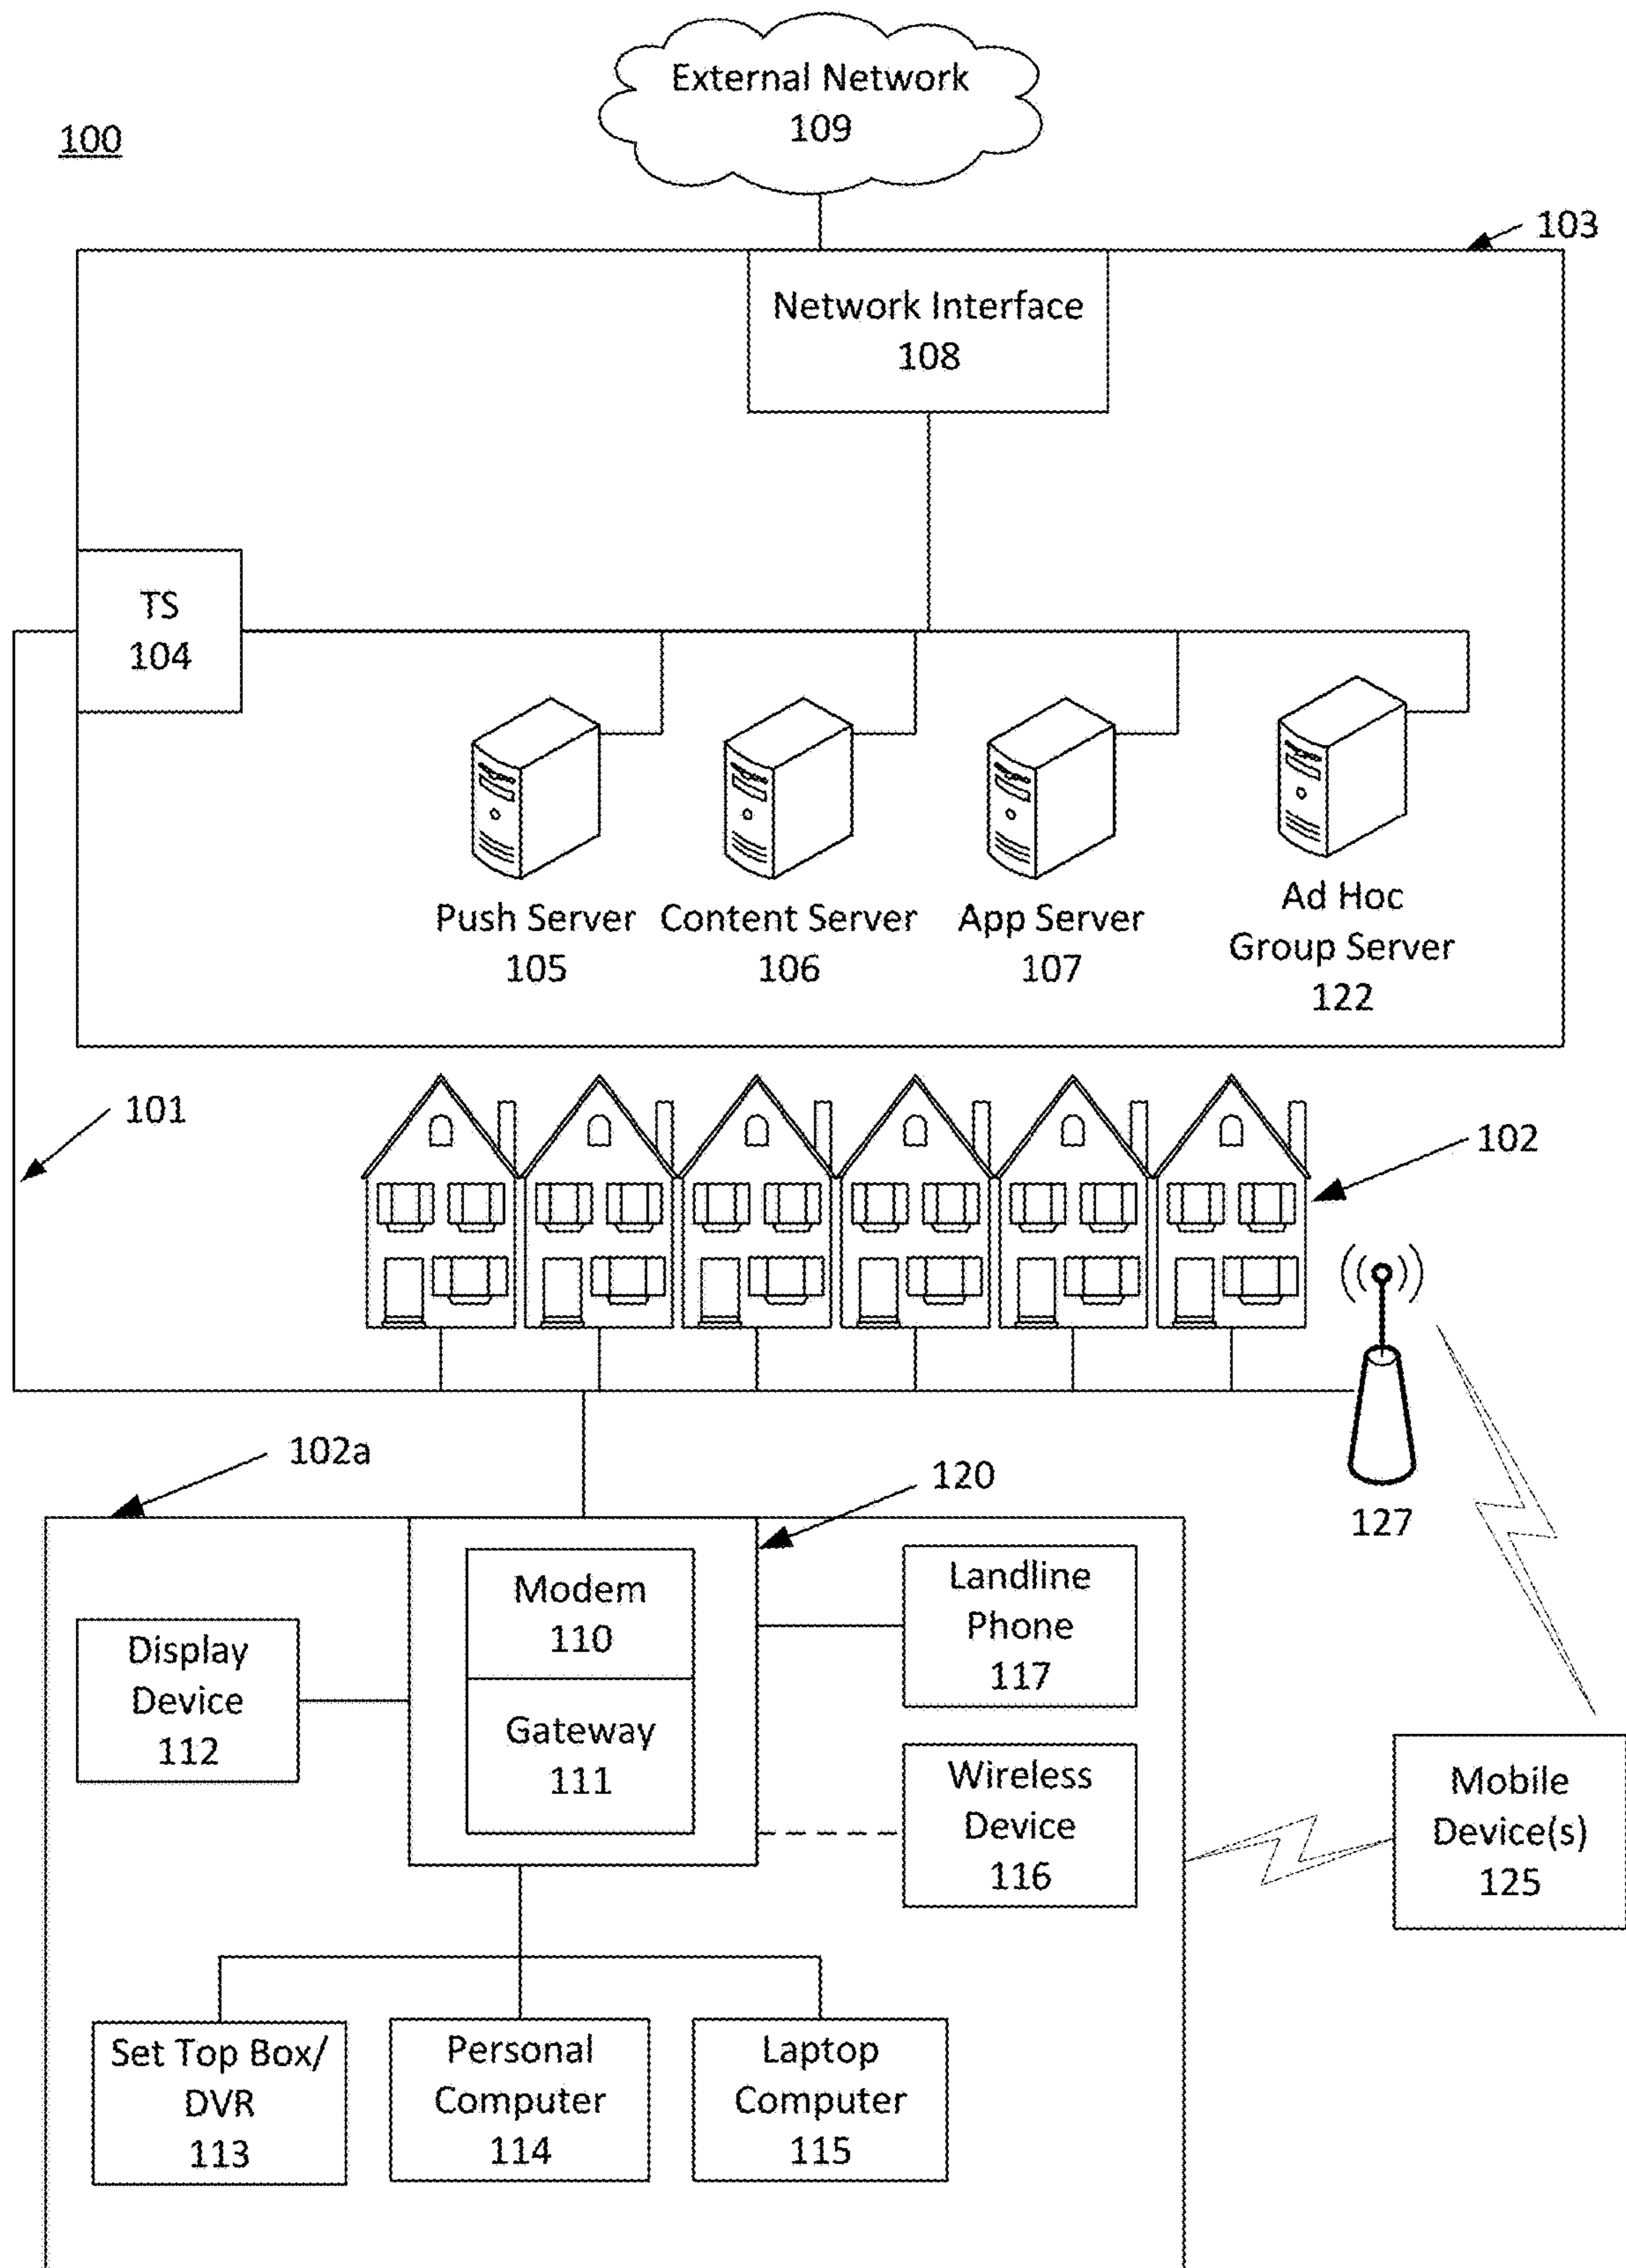 External Network
109
100
103
Network Interface
108
TS
104
Push Server
105
Content Server
106
App Server
107
Ad Hoc
Group Server
122
101
102
127
102a
120
Modem
110
Gateway
111
Landline
Phone
117
Display
Device
112
Wireless
Device
116
Mobile
Device(s)
125
Set Top Box/
DVR
113
Personal
Computer
114
Laptop
Computer
115